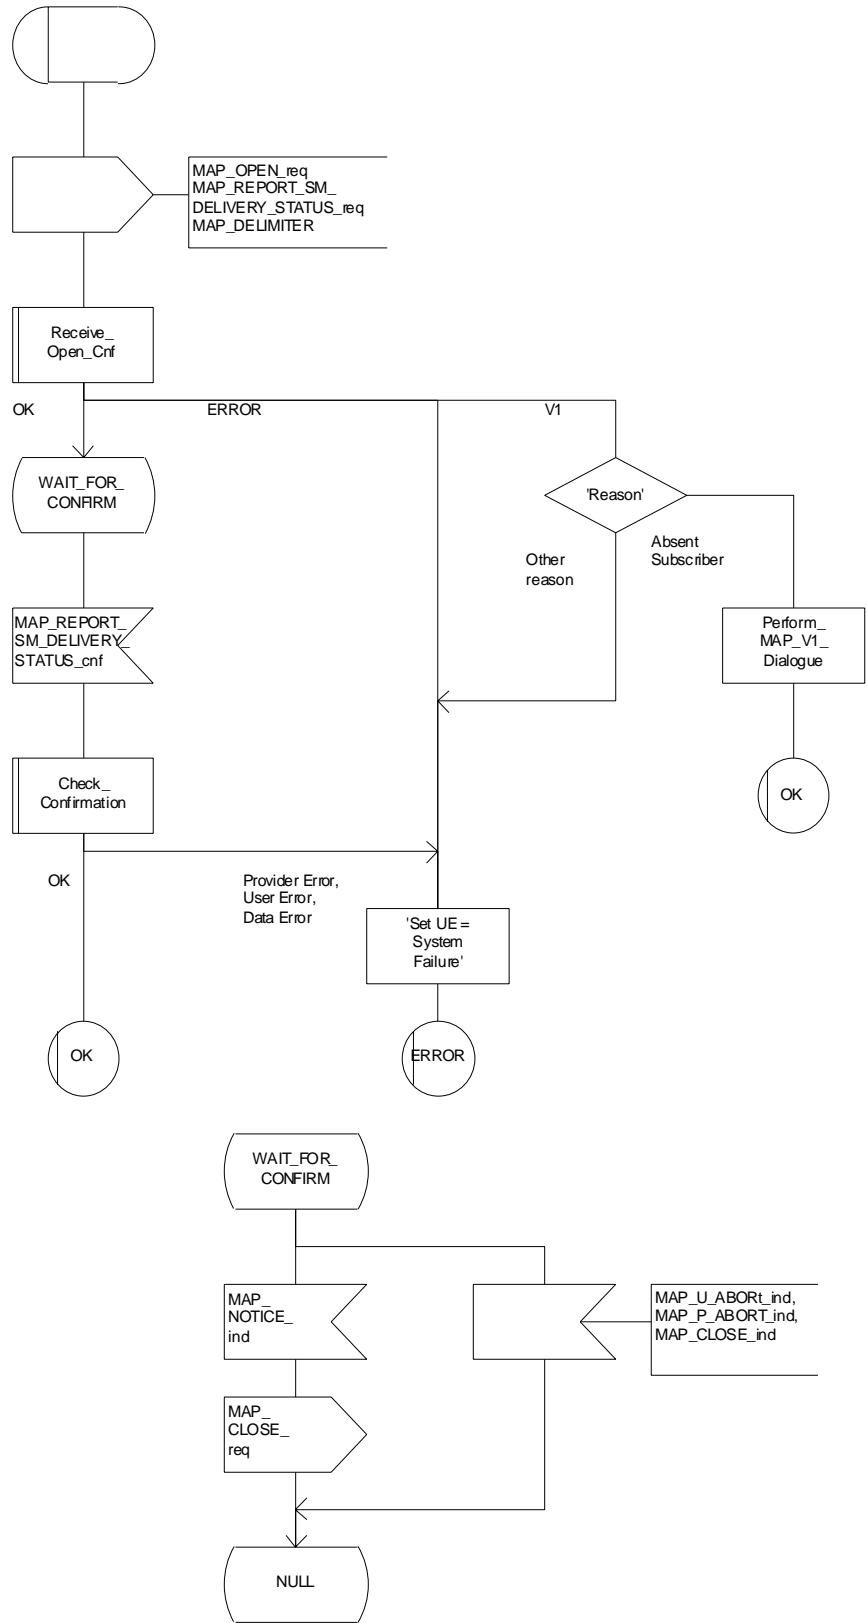 MAP_OPEN_req
MAP_REPORT_SM_
DELIVERY_STATUS_req
MAP_DELIMITER
Receive_
Open_Cnf
OK
ERROR
V1
WAIT_FOR_
CONFIRM
'Reason'
Other
reason
Absent
Subscriber
MAP_REPORT_
SM_DELIVERY_
STATUS_cnf
Perform_
MAP_V1_
Dialogue
Check_
Confirmation
OK
OK
Provider Error,
User Error,
Data Error
'Set UE =
System
Failure'
OK
ERROR
WAIT_FOR_
CONFIRM
MAP_
NOTICE_
ind
MAP_U_ABORt_ind,
MAP_P_ABORT_ind,
MAP_CLOSE_ind
MAP_
CLOSE_
req
NULL